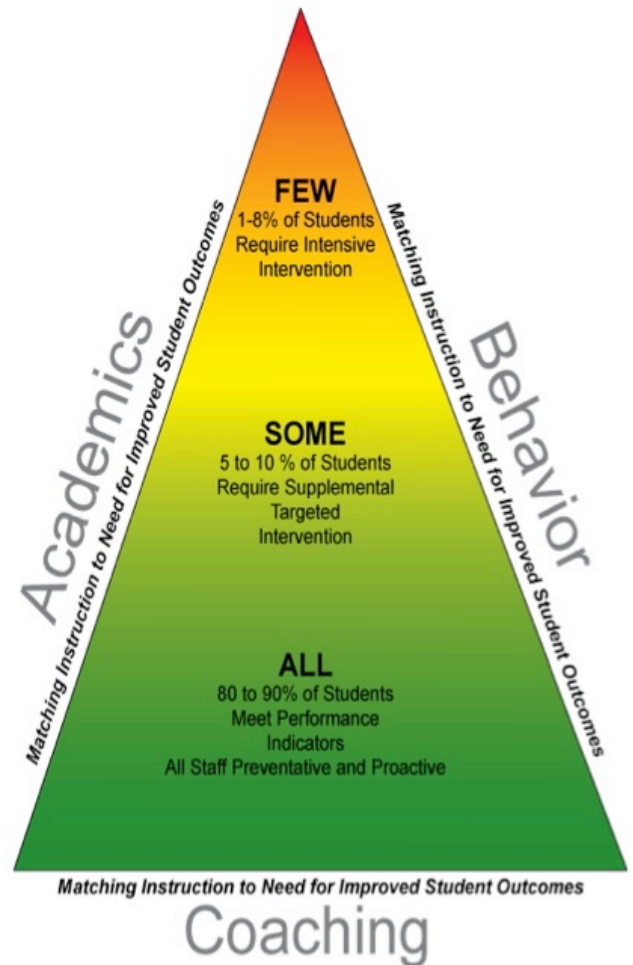 FEW
1-8% of Students
Require Intensive
Intervention
Academics
Matching Instruction to Need for Improved Student Outcomes
Matching Instruction to Need for Improved Student Outcomes
Behavior
SOME
5 to 10 % of Students
Require Supplemental
Targeted
Intervention
ALL
80 to 90% of Students
Meet Performance
Indicators
All Staff Preventative and Proactive
Matching Instruction to Need for Improved Student Outcomes
Coaching